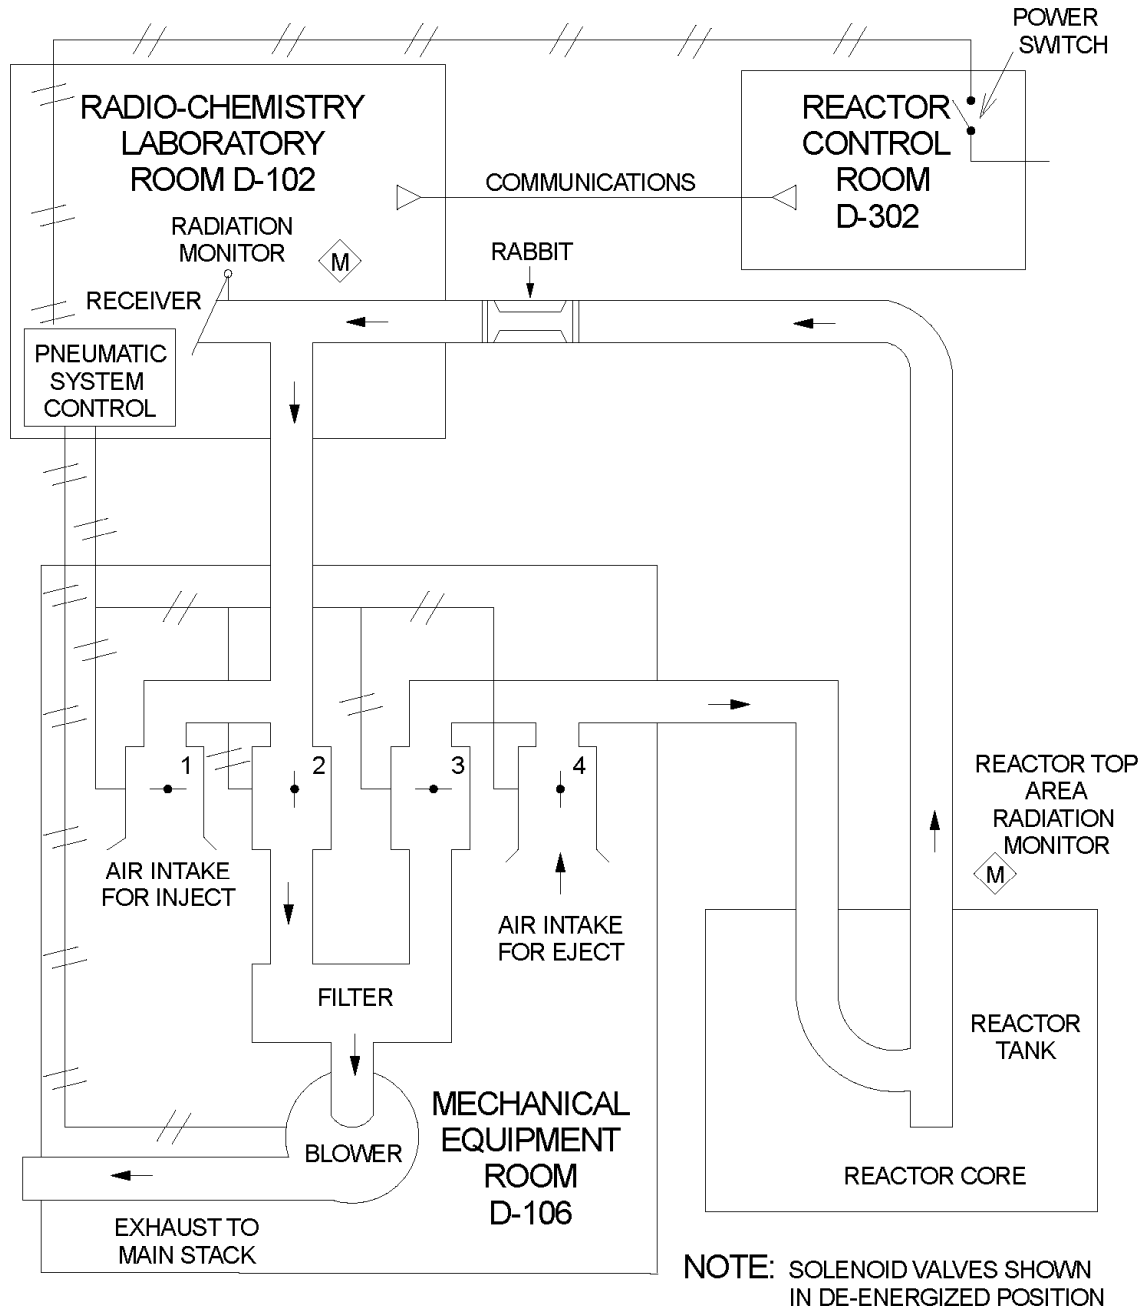 POWER
SWITCH
RADIO-CHEMISTRY
LABORATORY
ROOM D-102
REACTOR
CONTROL
ROOM
D-302
COMMUNICATIONS
RADIATION
MONITOR
M
RABBIT
RECEIVER
PNEUMATIC
SYSTEM
CONTROL
1
2
3
4
AIR INTAKE
FOR INJECT
AIR INTAKE
FOR EJECT
REACTOR TOP
AREA
RADIATION
MONITOR
M
FILTER
REACTOR
TANK
MECHANICAL
EQUIPMENT
ROOM
D-106
BLOWER
REACTOR CORE
EXHAUST TO
MAIN STACK
NOTE: SOLENOID VALVES SHOWN
IN DE-ENERGIZED POSITION